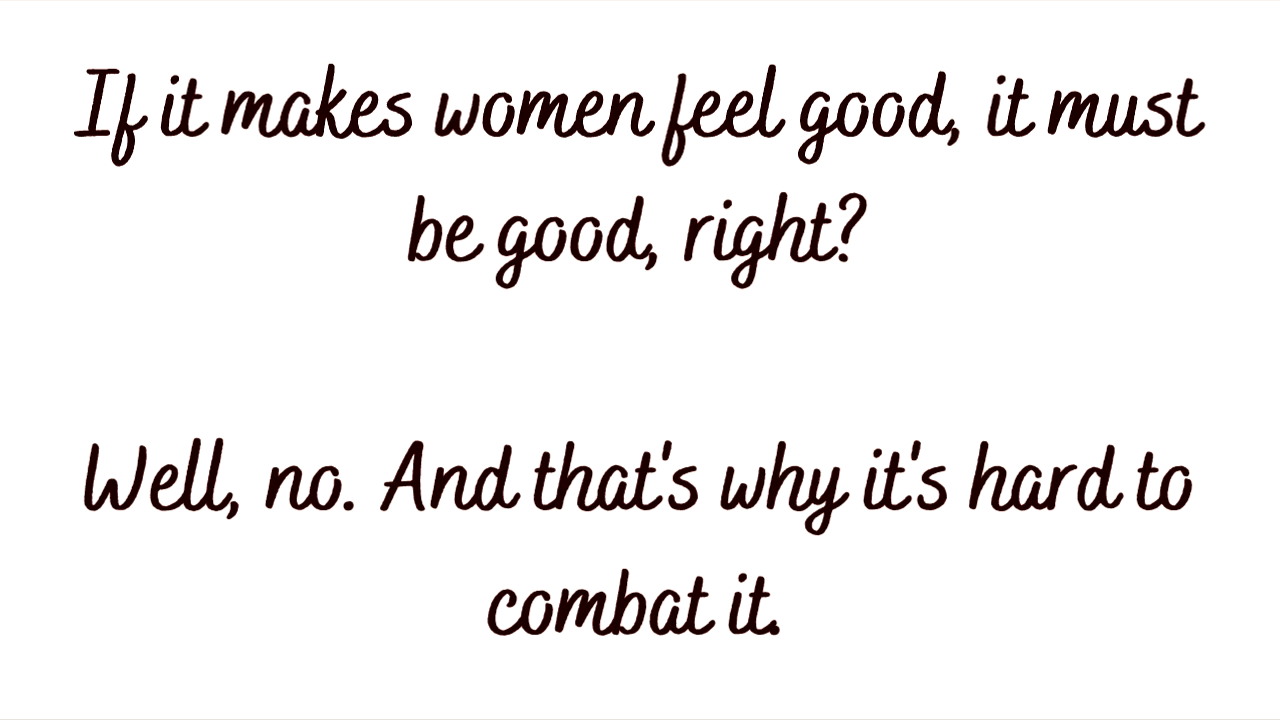 If it makes women feel good, it must
be good, right?
Well, no. And that's why it's hard to
combat it.